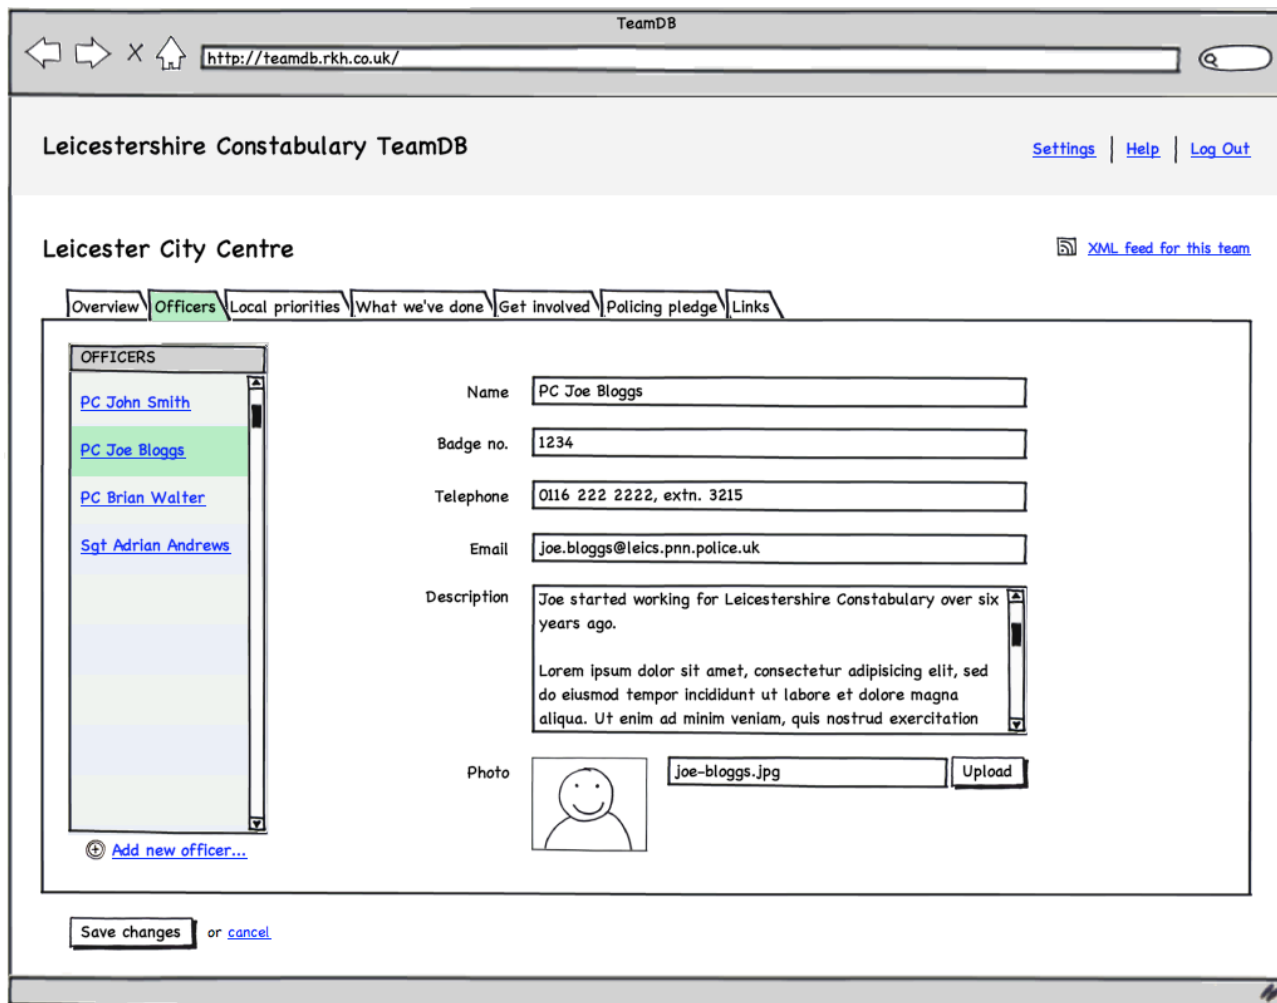 TeamDB
http://teamdb.rkh.co.uk/
Leicestershire Constabulary TeamDB
Settings | Help | Log Out
Leicester City Centre
XML feed for this team
Overview Officers Local priorities What we've done Get involved Policing pledge Links
OFFICERS
PC John Smith
PC Joe Bloggs
PC Brian Walter
Sgt Adrian Andrews
Add new officer...
Name PC Joe Bloggs
Badge no. 1234
Telephone 0116 222 2222, extn. 3215
Email joe.bloggs@leics.pnn.police.uk
Description Joe started working for Leicestershire Constabulary over six
years ago.
Lorem ipsum dolor sit amet, consectetur adipisicing elit, sed
do eiusmod tempor incididunt ut labore et dolore magna
aliqua. Ut enim ad minim veniam, quis nostrud exercitation
Photo joe-bloggs.jpg Upload
Save changes or cancel